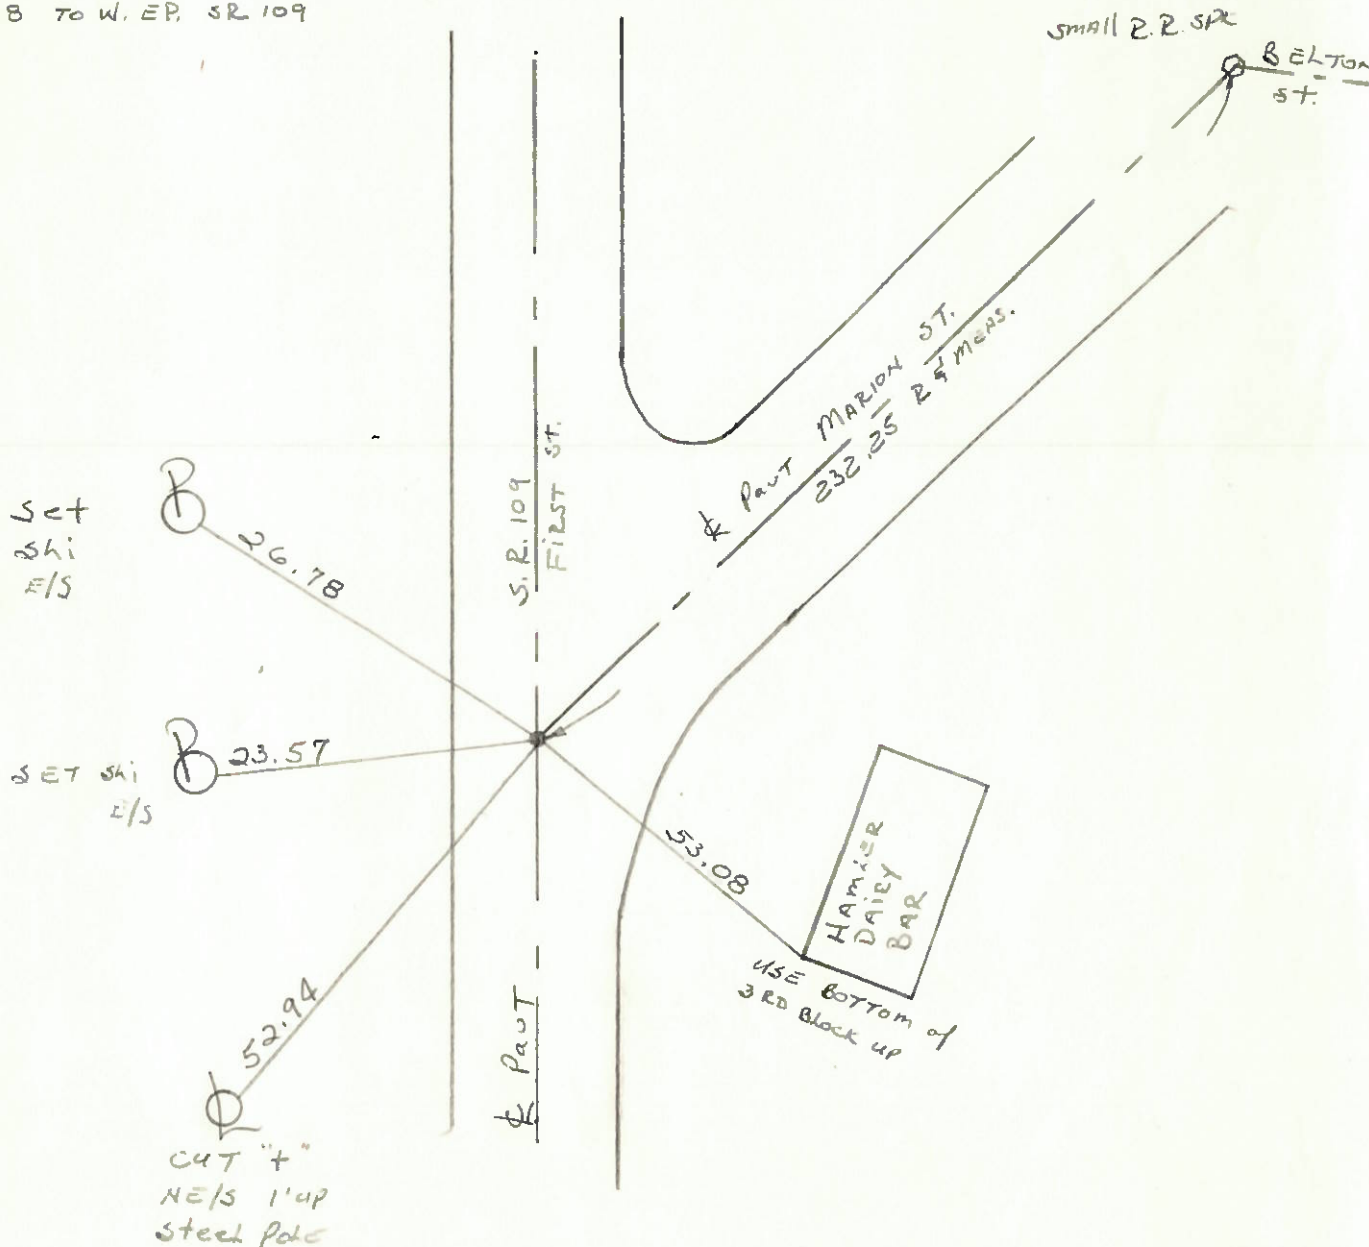 8 TO W. EP. SR 109
SMALL R.R. SPK
BELTON
ST.
MARION ST.
℄ PAVT
232.25 R & MEAS.
S.R. 109
FIRST ST.
Set
Shi
E/S
P
26.78
P
SET Shi
E/S
23.57
53.08
HAMLER
DAIRY
BAR
USE BOTTOM of
3RD BLOCK UP
52.94
℄ PAVT
CUT "+"
NE/S 1' UP
Steel Pole